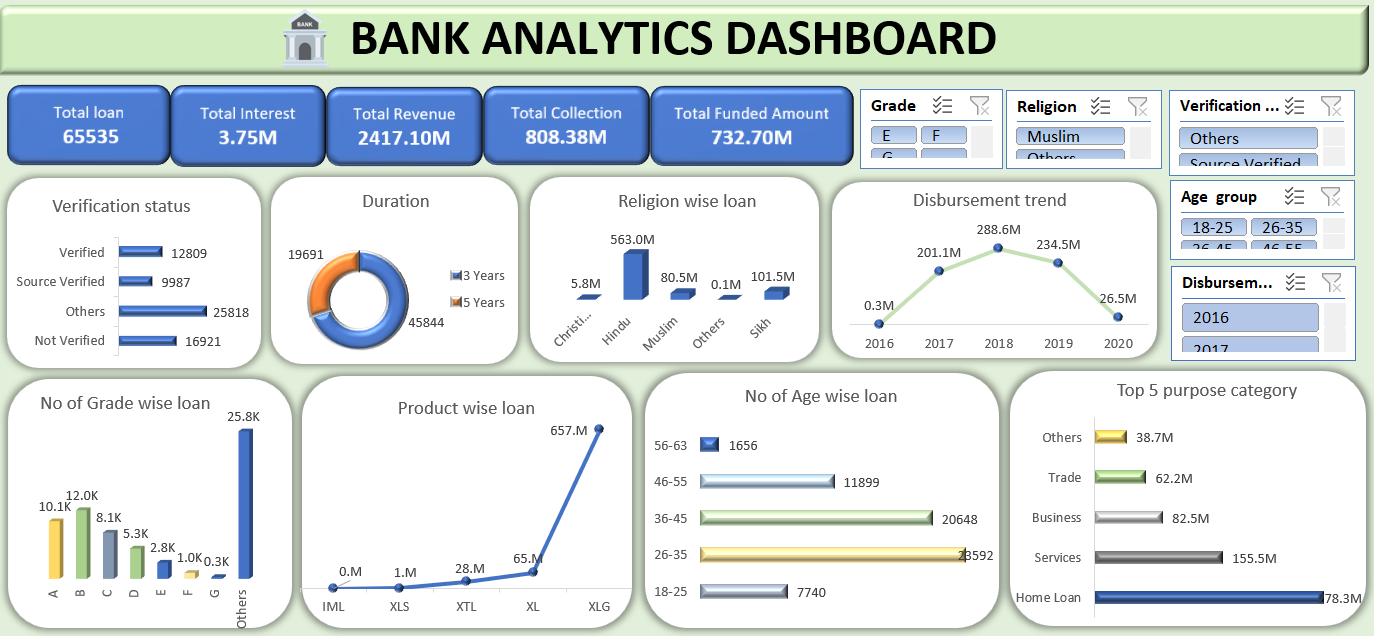 BANK
BANK ANALYTICS DASHBOARD
Total loan
65535
Total Interest
3.75M
Total Revenue
2417.10M
Total Collection
808.38M
Total Funded Amount
732.70M
Grade
E F
G
Religion
Muslim
Others
Verification ...
Others
Source Verified
Age group
18-25 26-35
36-45 46-55
Disbursem...
2016
2017
Verification status
Verified 12809
Source Verified 9987
Others 25818
Not Verified 16921
Duration
19691
45844
3 Years
5 Years
Religion wise loan
5.8M 563.0M 80.5M 0.1M 101.5M
Christi... Hindu Muslim Others Sikh
Disbursement trend
0.3M 201.1M 288.6M 234.5M 26.5M
2016 2017 2018 2019 2020
No of Grade wise loan
10.1K 12.0K 8.1K 5.3K 2.8K 1.0K 0.3K 25.8K
A B C D E F G Others
Product wise loan
0.M 1.M 28.M 65.M 657.M
IML XLS XTL XL XLG
No of Age wise loan
56-63 1656
46-55 11899
36-45 20648
26-35 23592
18-25 7740
Top 5 purpose category
Others 38.7M
Trade 62.2M
Business 82.5M
Services 155.5M
Home Loan 78.3M